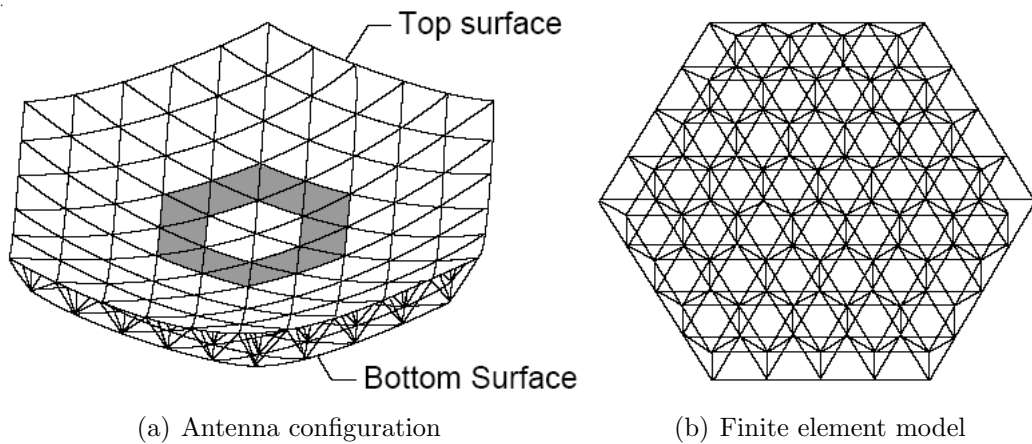 Top surface
Bottom Surface
(a) Antenna configuration
(b) Finite element model